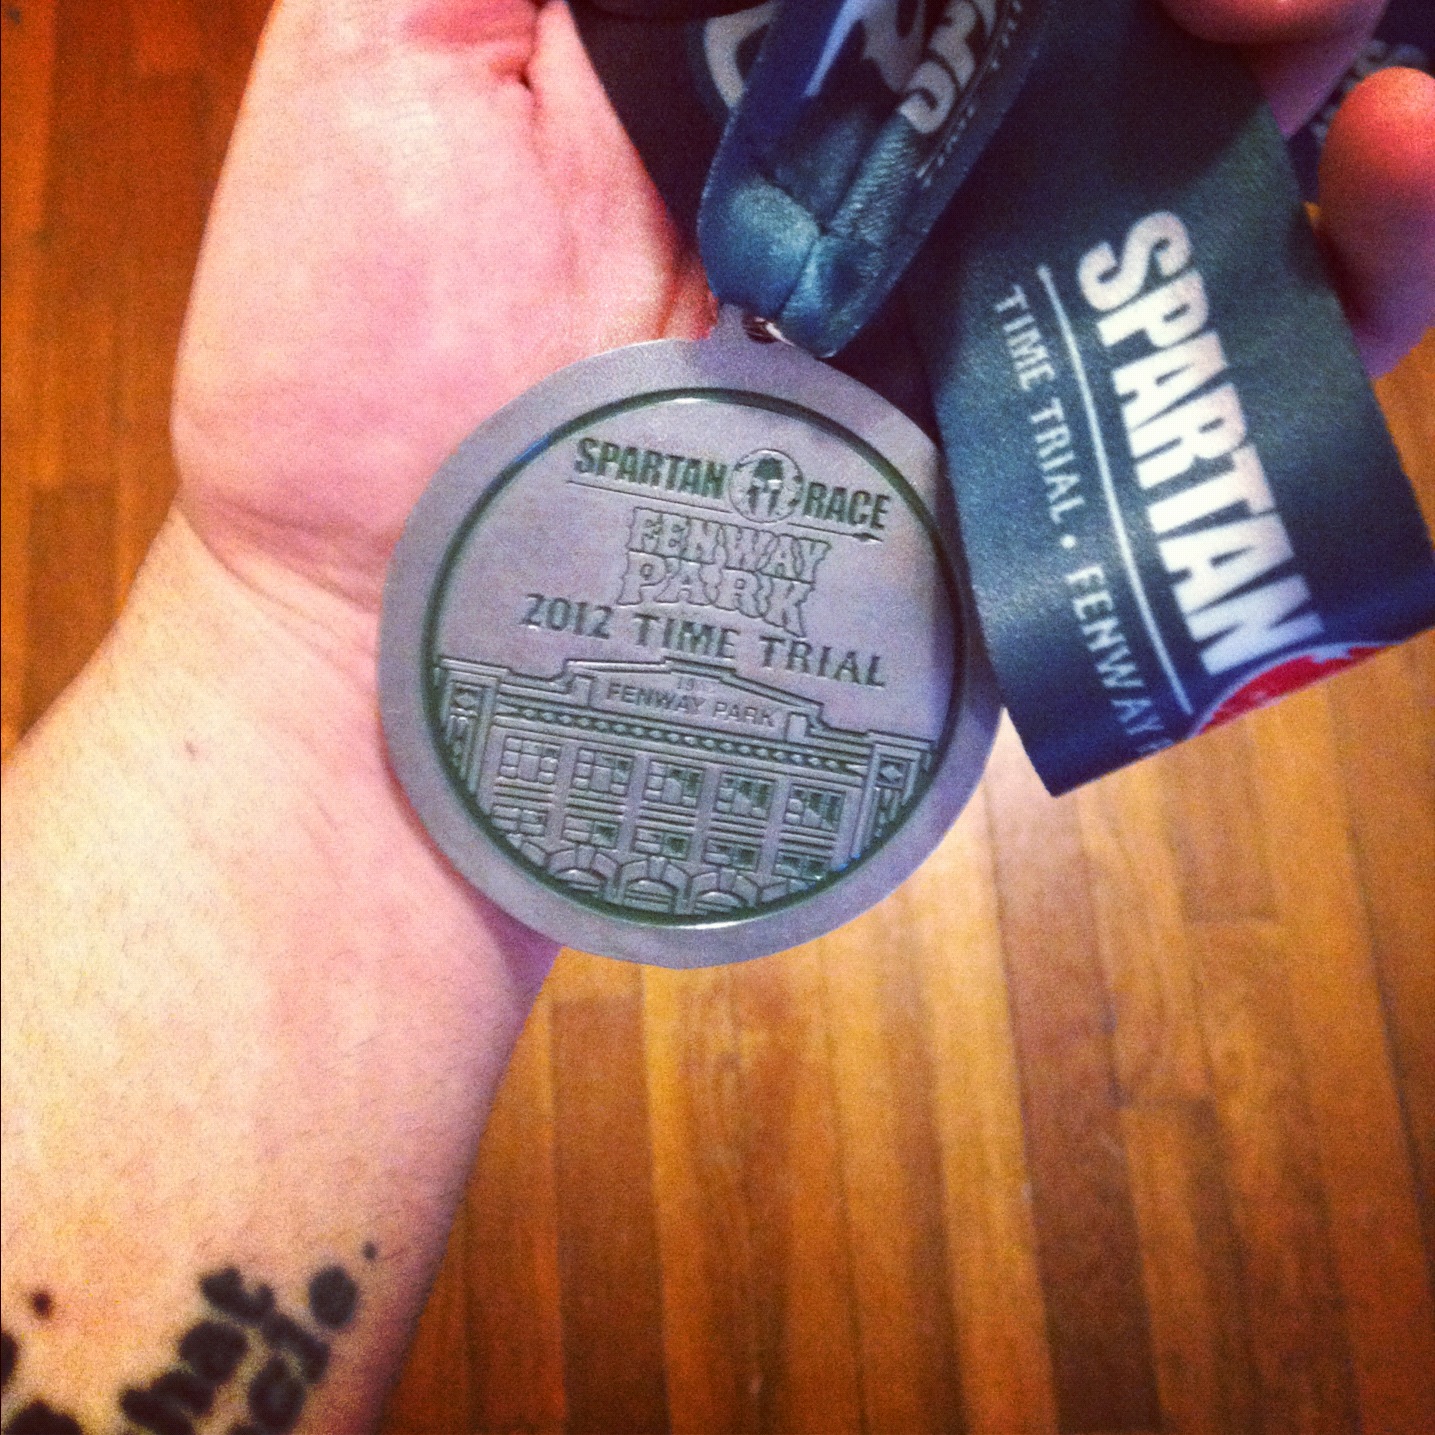 SPARTAN RACE
FENWAY
PARK
2012 TIME TRIAL
FENWAY PARK
SPARTAN
TIME TRIAL • FENWAY